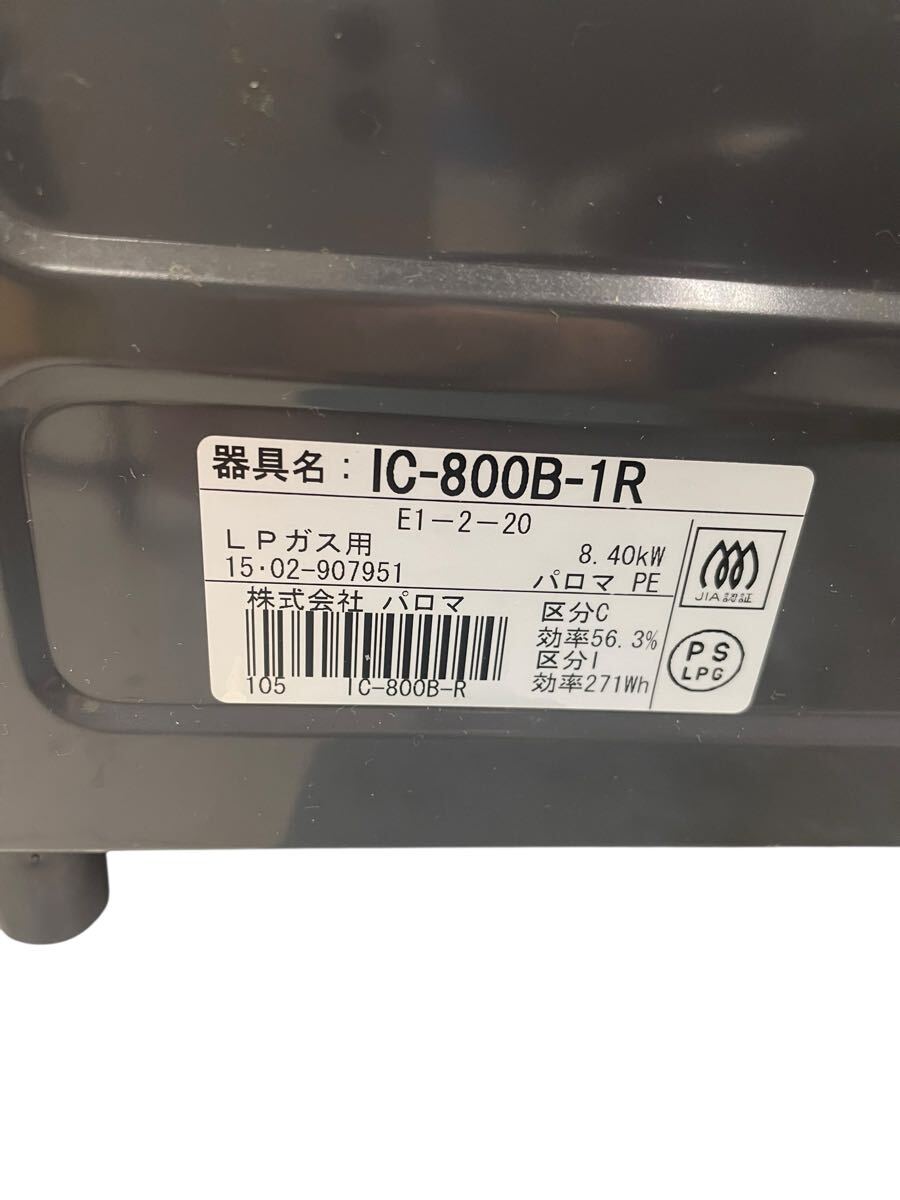 器具名：IC-800B-1R
E1-2-20
LPガス用
8.40kW
15・02-907951
パロマ PE
株式会社 パロマ
105 IC-800B-R
区分C
効率56.3%
区分I
効率271Wh
JIA認証
PS
LPG